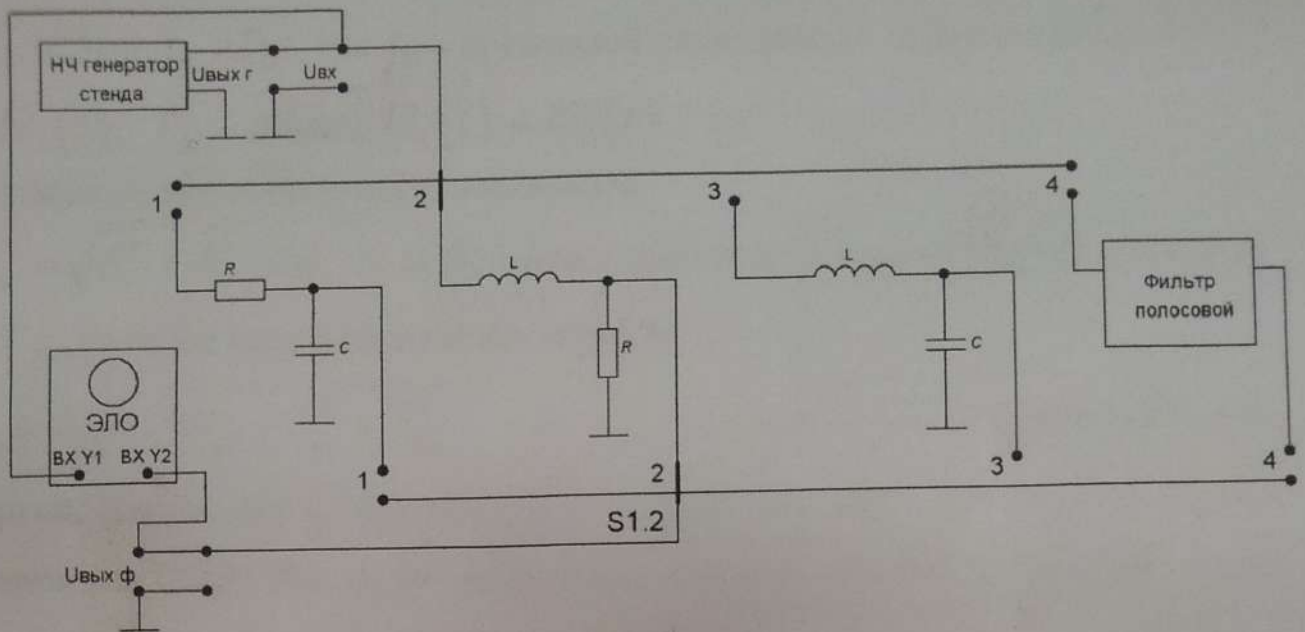 НЧ генератор
стенда
Uвых г
Uвх
1
2
3
4
R
C
L
R
L
C
Фильтр
полосовой
ЭЛО
ВХ Y1
ВХ Y2
1
2
3
4
S1.2
Uвых ф